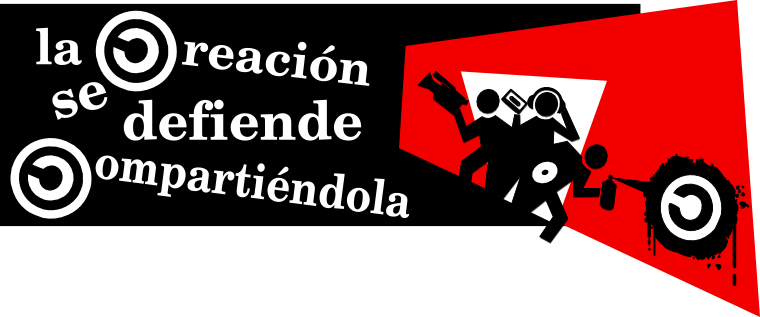 la 🄯reación
se
defiende
🄯ompartiéndola